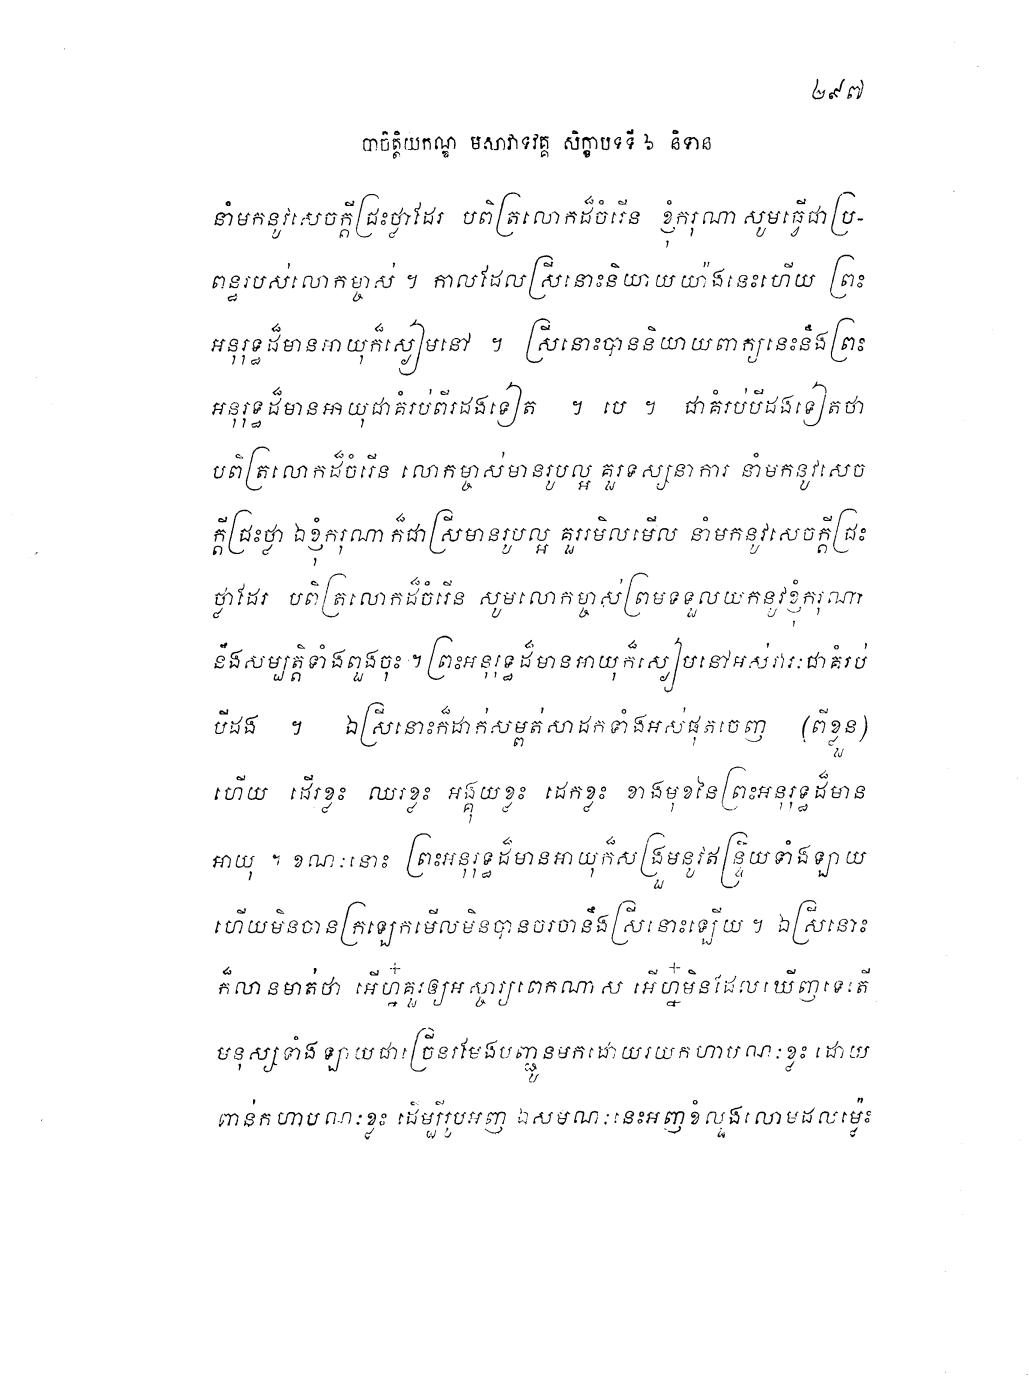 ២៩៧
បាចិត្តិយកណ្ឌ មុសាវាទវគ្គ សិក្ខាបទទី ៦ និទាន
នាំមកនូវសេចក្តីជ្រះថ្លាដែរ បពិត្រលោកដ៏ចំរើន ខ្ញុំករុណា សូមធ្វើជាប្រ-
ពន្ធរបស់លោកម្ចាស់ ។ កាលដែលស្រីនោះនិយាយយ៉ាងនេះហើយ ព្រះ
អនុរុទ្ធដ៏មានអាយុក៏ស្ងៀមនៅ ។ ស្រីនោះបាននិយាយពាក្យនេះនឹងព្រះ
អនុរុទ្ធដ៏មានអាយុជាគំរប់ពីរដងទៀត ។ បេ ។ ជាគំរប់បីដងទៀតថា
បពិត្រលោកដ៏ចំរើន លោកម្ចាស់មានរូបល្អ គួរទស្សនាការ នាំមកនូវសេច
ក្តីជ្រះថ្លា ឯខ្ញុំករុណាក៏ជាស្រីមានរូបល្អ គួររមិលមើល នាំមកនូវសេចក្តីជ្រះ
ថ្លាដែរ បពិត្រលោកដ៏ចំរើន សូមលោកម្ចាស់ព្រមទទួលយកនូវខ្ញុំករុណា
នឹងសម្បត្តិទាំងពួងចុះ ។ ព្រះអនុរុទ្ធដ៏មានអាយុក៏ស្ងៀមនៅអស់វារៈជាគំរប់
បីដង ។ ឯស្រីនោះក៏ដាក់សម្ពត់សាដកទាំងអស់ផុតចេញ (ពីខ្លួន)
ហើយ ដើរខ្លះ ឈរខ្លះ អង្គុយខ្លះ ដេកខ្លះ ខាងមុខនៃព្រះអនុរុទ្ធដ៏មាន
អាយុ ។ ខណៈនោះ ព្រះអនុរុទ្ធដ៏មានអាយុក៏សង្រួមនូវឥន្ទ្រិយទាំងឡាយ
ហើយមិនបានក្រឡេកមើលមិនបានចរចានឹងស្រីនោះឡើយ ។ ឯស្រីនោះ
ក៏លានមាត់ថា អើហ្ន៎គួរឲ្យអស្ចារ្យពេកណាស អើហ្ន៎មិនដែលឃើញទេតើ
មនុស្សទាំងឡាយជាច្រើនរមែងបញ្ជូនមកដោយរយកហាបណៈខ្លះ ដោយ
ពាន់កហាបណៈខ្លះ ដើម្បីរូបអញ ឯសមណៈនេះអញខំល្ងួងលោមដលម្ល៉េះ